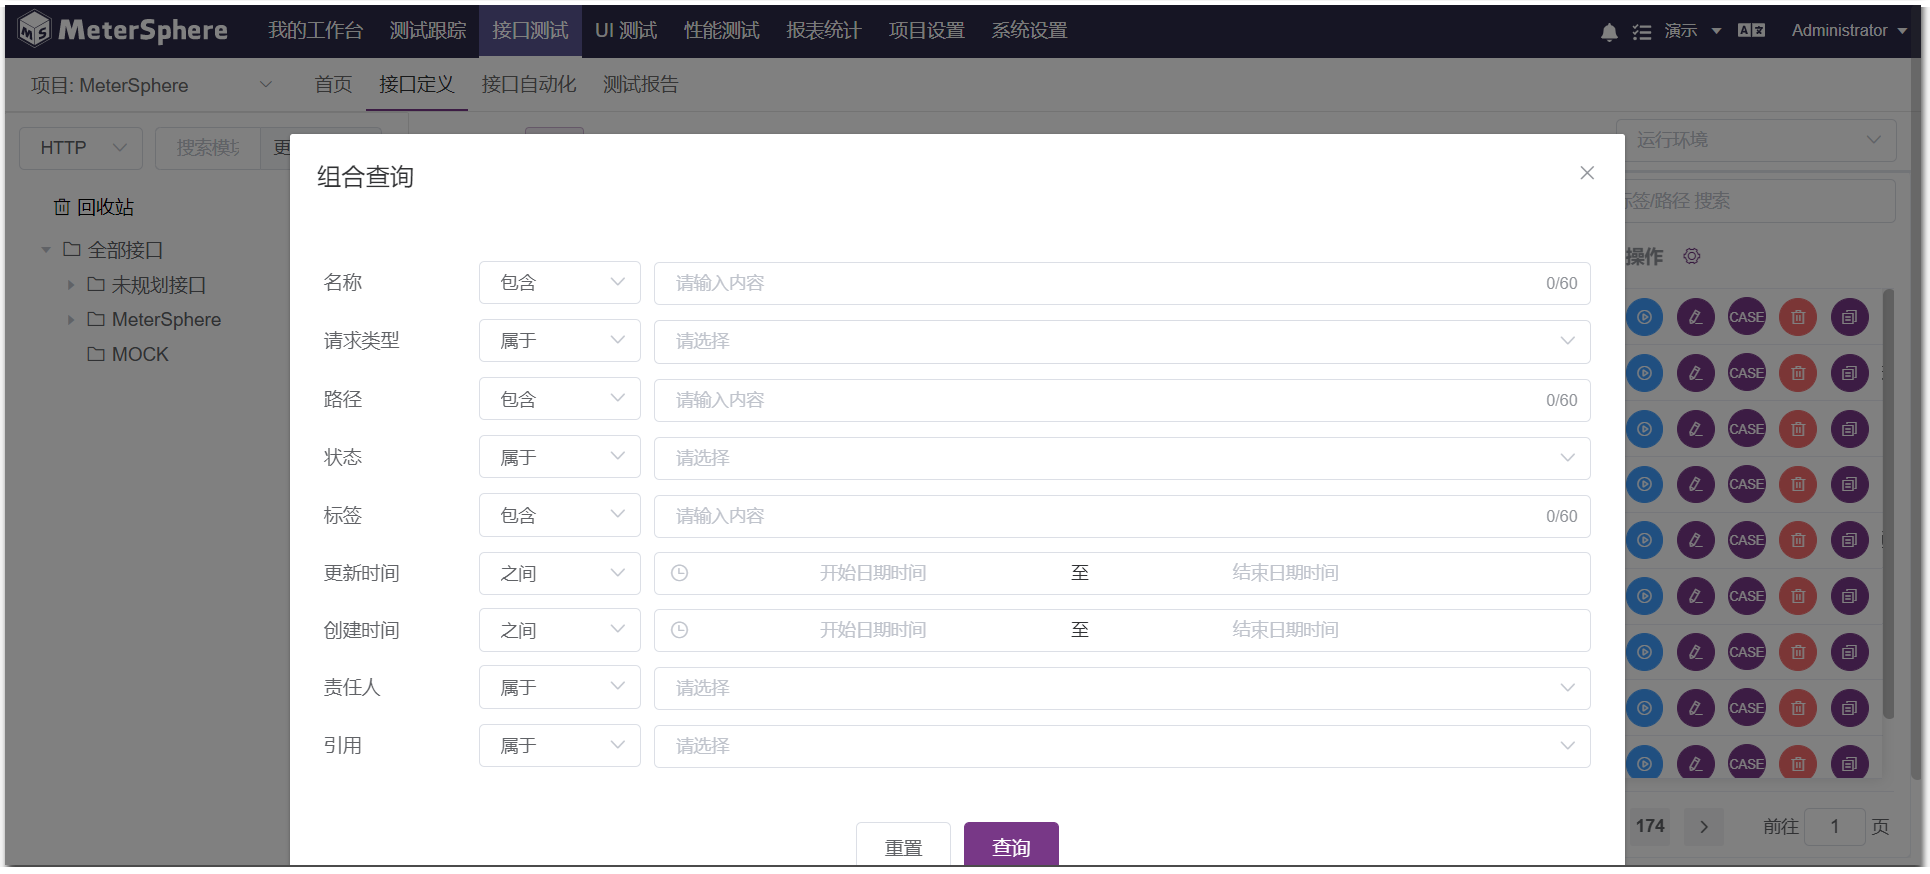 MeterSphere 我的工作台 测试跟踪 接口测试 UI 测试 性能测试 报表统计 项目设置 系统设置 演示 Administrator
项目: MeterSphere 首页 接口定义 接口自动化 测试报告
HTTP 搜索模块 更 运行环境
组合查询
标签/路径 搜索
回收站
全部接口
未规划接口
MeterSphere
MOCK
操作
名称 包含 请输入内容 0/60
请求类型 属于 请选择
路径 包含 请输入内容 0/60
状态 属于 请选择
标签 包含 请输入内容 0/60
更新时间 之间 开始日期时间 至 结束日期时间
创建时间 之间 开始日期时间 至 结束日期时间
责任人 属于 请选择
引用 属于 请选择
CASE
CASE
CASE
CASE
CASE
CASE
CASE
CASE
CASE
重置 查询
174 前往 1 页